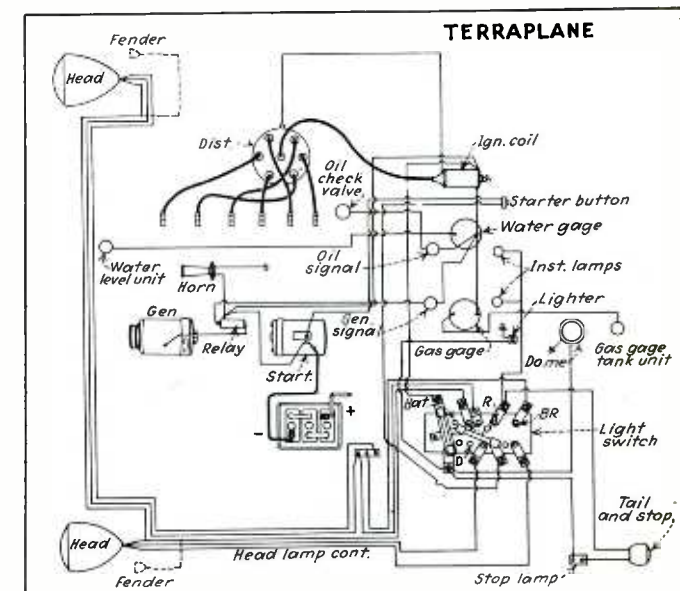 TERRAPLANE
Fender
Head
Dist
Ign. coil
Oil
check
valve
Starter button
Water gage
Oil
signal
Water
level unit
Horn
Inst. lamps
Gen
Relay
Start.
Gen
signal
Lighter
Gas gage
Dome
Gas gage
tank unit
Bat
R
BR
S
O
D
- +
Light
switch
Tail
and stop
Head
Head lamp cont.
Fender
Stop lamp